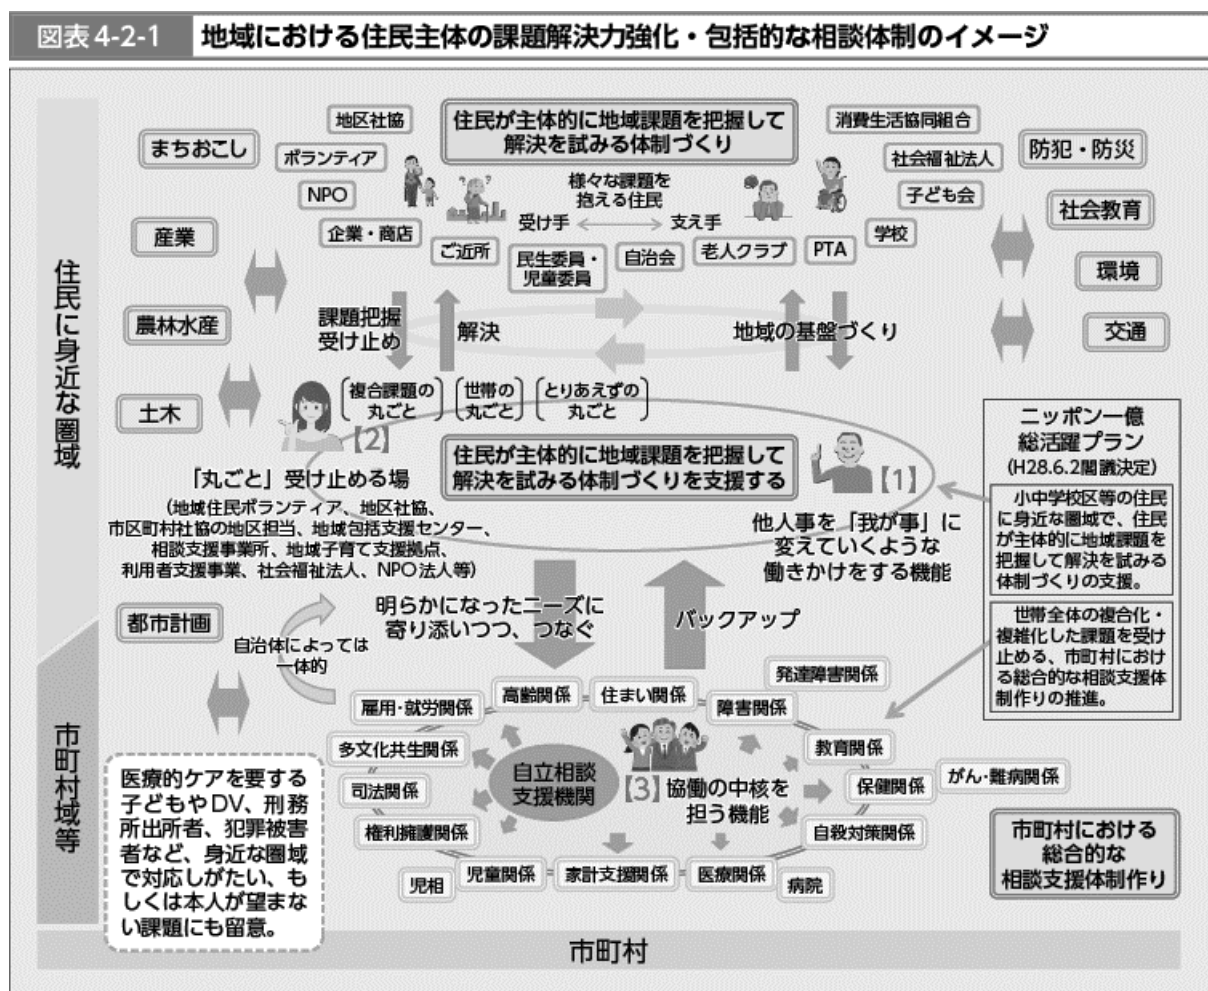 図表4-2-1
地域における住民主体の課題解決力強化・包括的な相談体制のイメージ
住民に身近な圏域
市町村域等
まちおこし
産業
農林水産
土木
都市計画
地区社協
ボランティア
NPO
企業・商店
ご近所
民生委員・
児童委員
自治会
老人クラブ
PTA
学校
子ども会
社会福祉法人
消費生活協同組合
住民が主体的に地域課題を把握して
解決を試みる体制づくり
様々な課題を
抱える住民
受け手
支え手
防犯・防災
社会教育
環境
交通
課題把握
受け止め
解決
地域の基盤づくり
複合課題の
丸ごと
世帯の
丸ごと
とりあえずの
丸ごと
【2】
「丸ごと」受け止める場
(地域住民ボランティア、地区社協、
市区町村社協の地区担当、地域包括支援センター、
相談支援事業所、地域子育て支援拠点、
利用者支援事業、社会福祉法人、NPO法人等)
住民が主体的に地域課題を把握して
解決を試みる体制づくりを支援する
【1】
他人事を「我が事」に
変えていくような
働きかけをする機能
ニッポン一億
総活躍プラン
(H28.6.2閣議決定)
小中学校区等の住民
に身近な圏域で、住民
が主体的に地域課題を
把握して解決を試みる
体制づくりの支援。
世帯全体の複合化・
複雑化した課題を受け
止める、市町村におけ
る総合的な相談支援体
制作りの推進。
明らかになったニーズに
寄り添いつつ、つなぐ
バックアップ
自治体によっては
一体的
雇用・就労関係
高齢関係
住まい関係
障害関係
発達障害関係
多文化共生関係
司法関係
権利擁護関係
児相
児童関係
家計支援関係
医療関係
病院
自殺対策関係
保健関係
がん・難病関係
教育関係
自立相談
支援機関
【3】協働の中核を
担う機能
医療的ケアを要する
子どもやDV、刑務
所出所者、犯罪被害
者など、身近な圏域
で対応しがたい、も
しくは本人が望まな
い課題にも留意。
市町村における
総合的な
相談支援体制作り
市町村